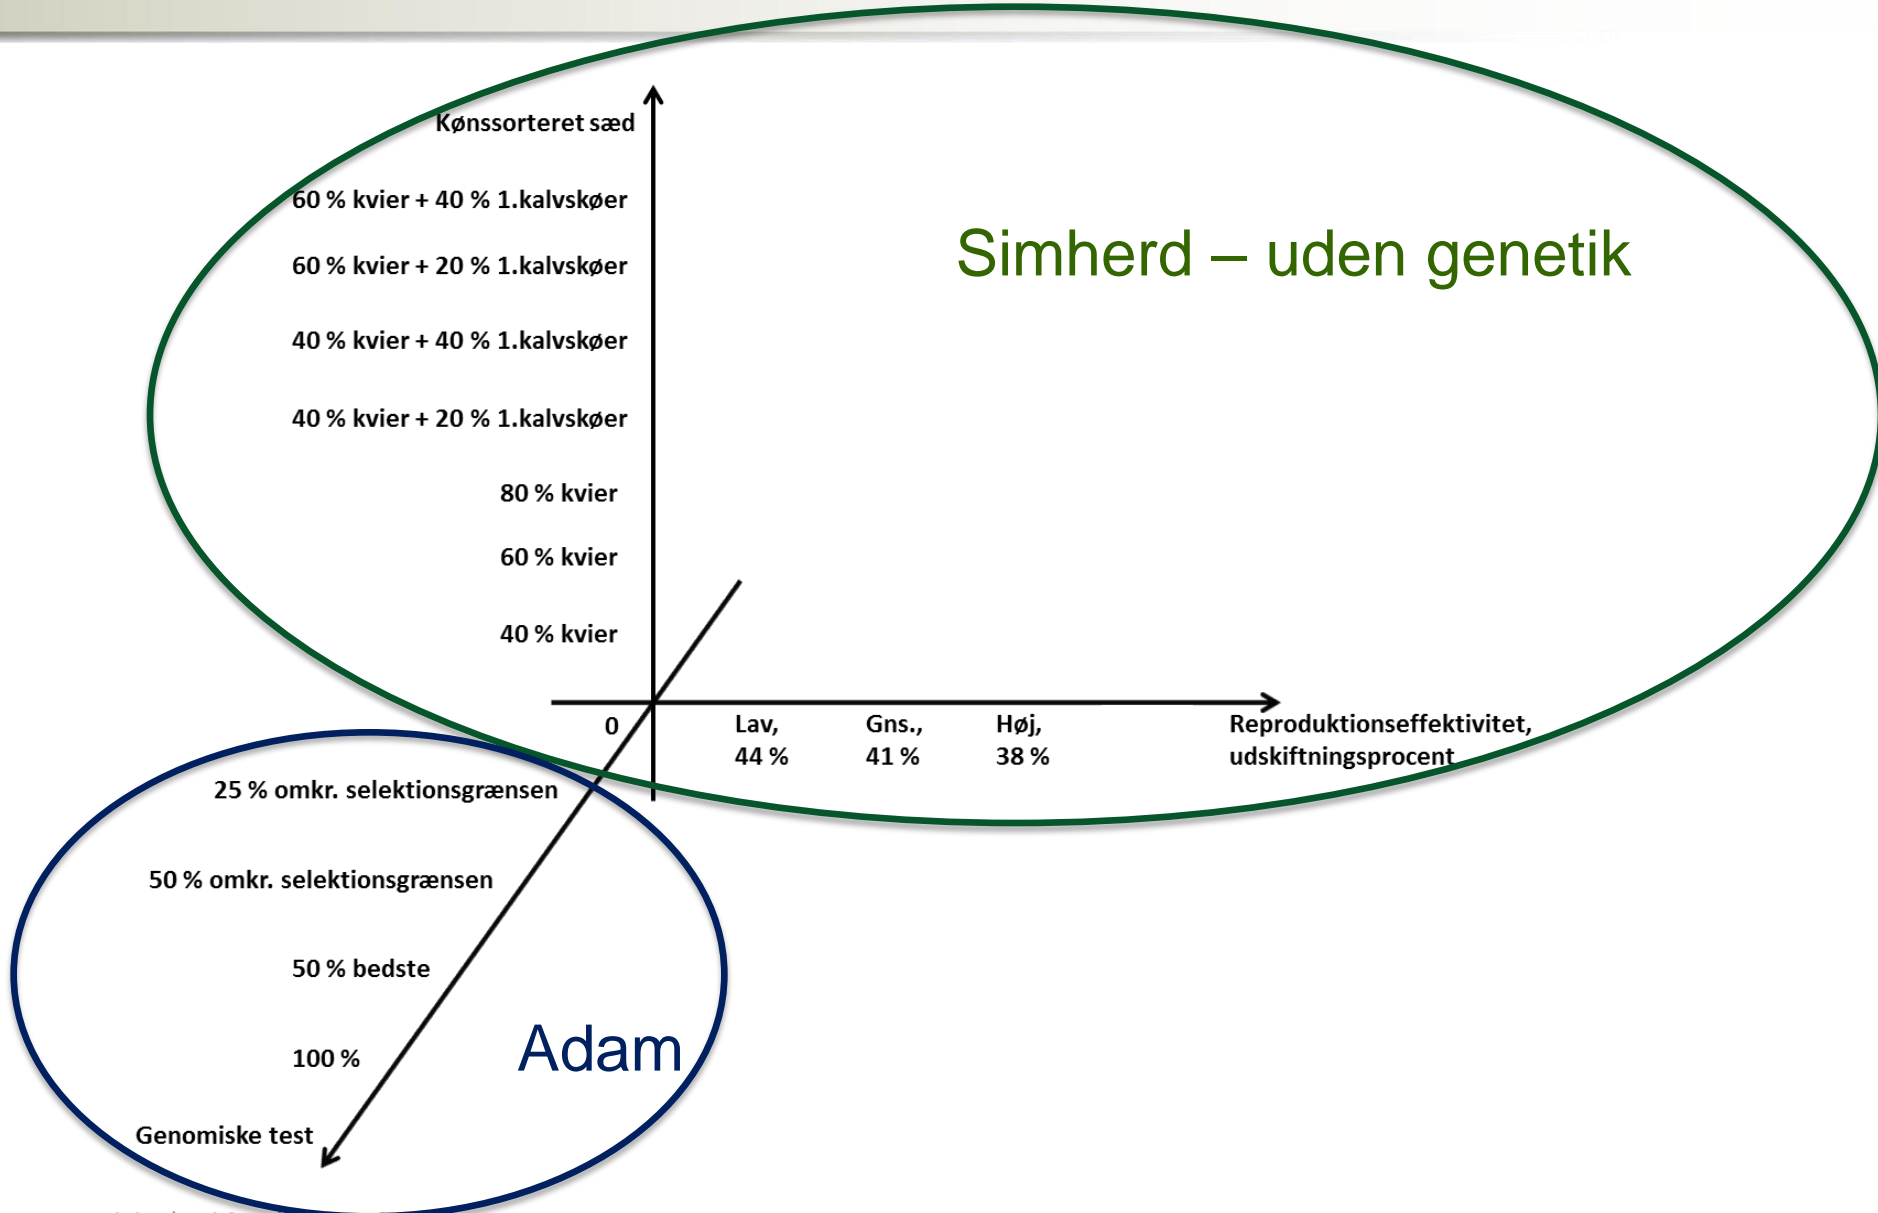 Kønssorteret sæd
60 % kvier + 40 % 1.kalvskøer
Simherd – uden genetik
60 % kvier + 20 % 1.kalvskøer
40 % kvier + 40 % 1.kalvskøer
40 % kvier + 20 % 1.kalvskøer
80 % kvier
60 % kvier
40 % kvier
0
Lav,
44 %
Gns.,
41 %
Høj,
38 %
Reproduktionseffektivitet,
udskiftningsprocent
25 % omkr. selektionsgrænsen
50 % omkr. selektionsgrænsen
50 % bedste
100 %
Adam
Genomiske test